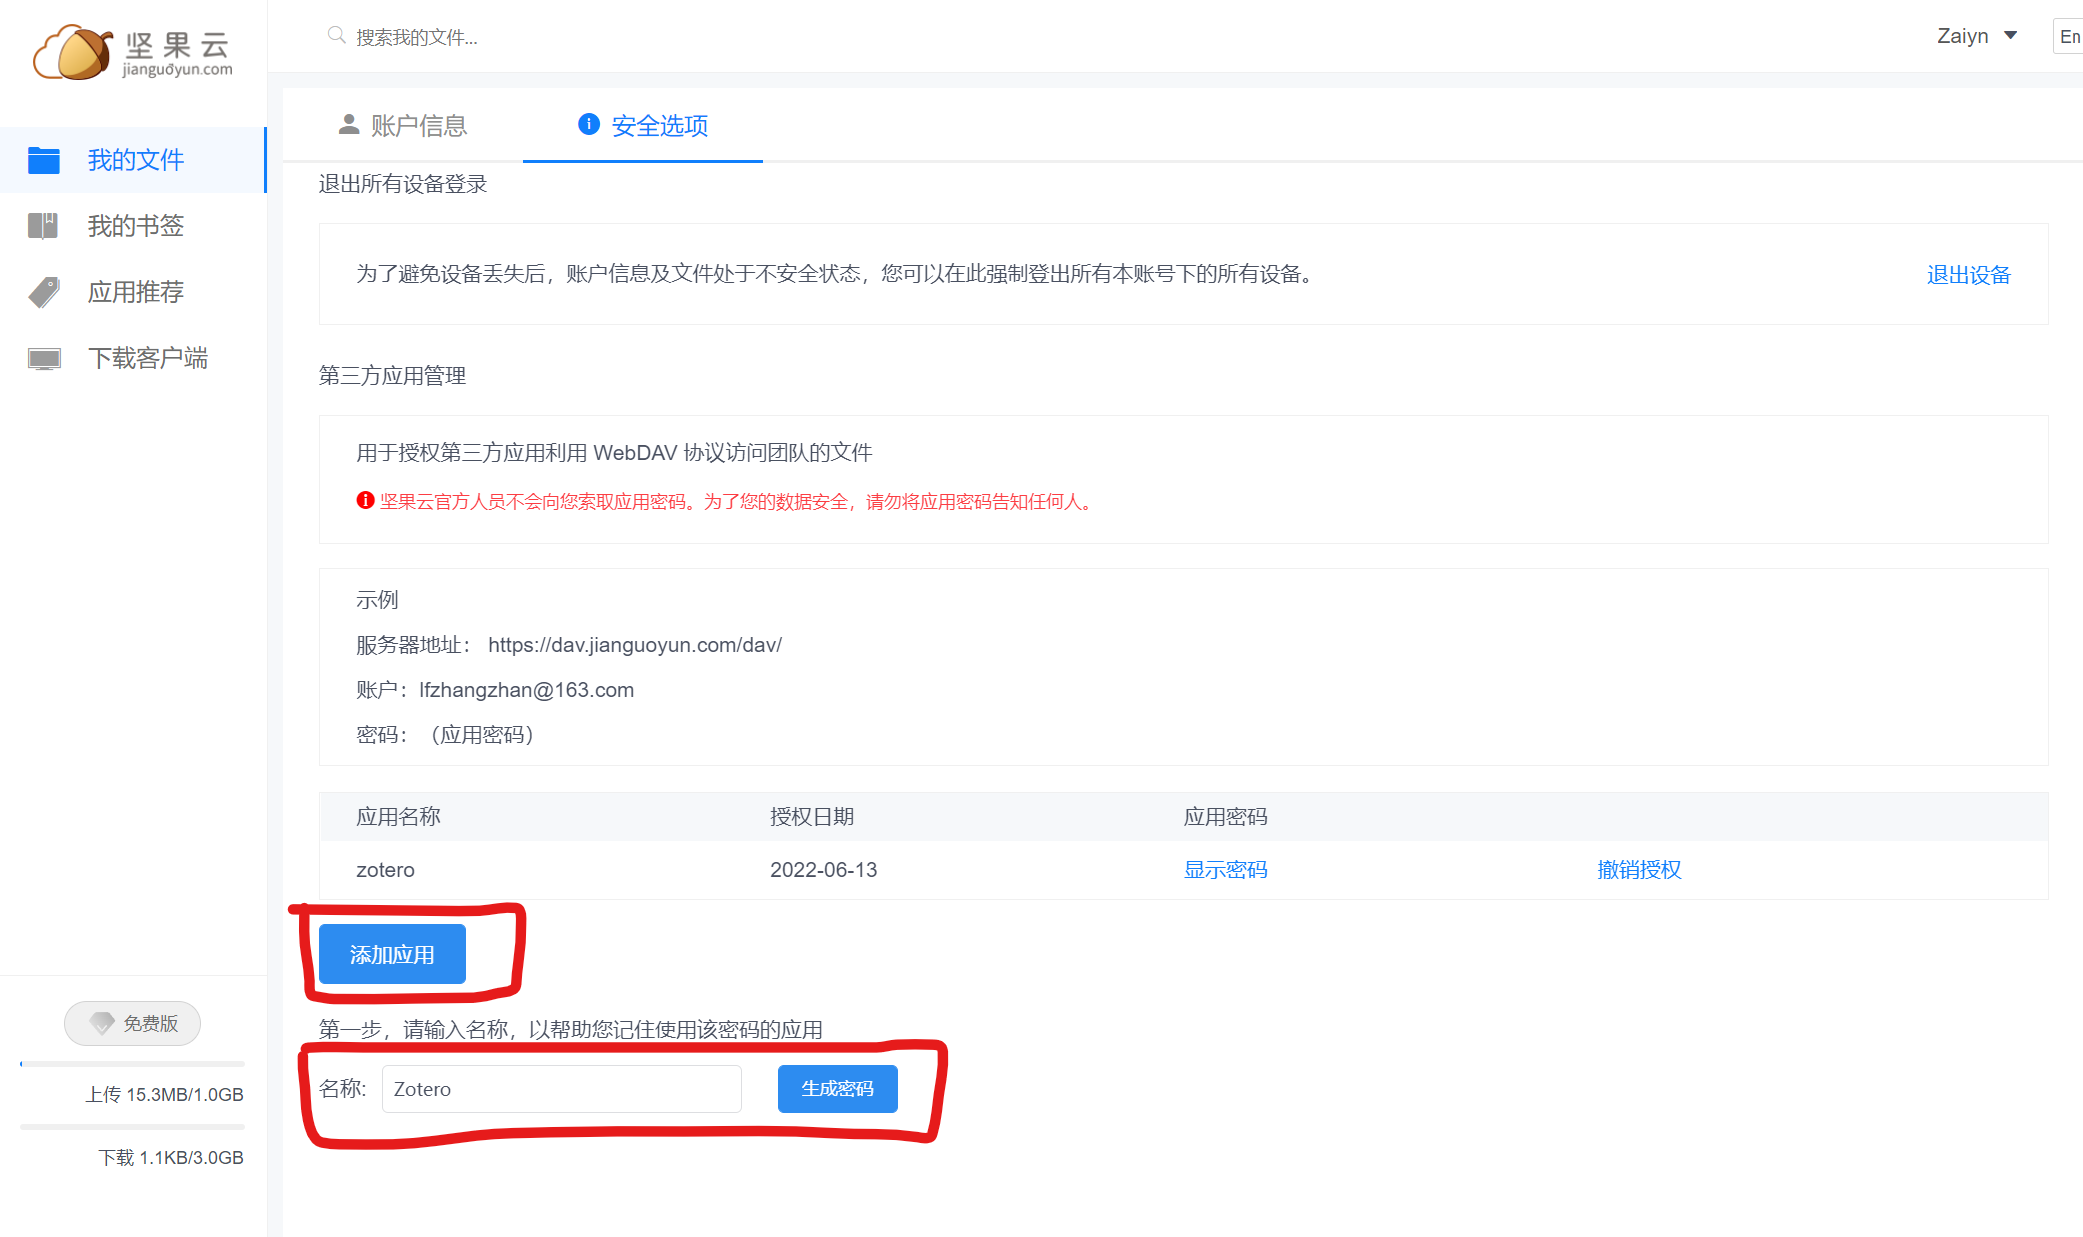 坚果云
jianguoyun.com
搜索我的文件...
Zaiyn
En
我的文件
我的书签
应用推荐
下载客户端
账户信息
安全选项
退出所有设备登录
为了避免设备丢失后，账户信息及文件处于不安全状态，您可以在此强制登出所有本账号下的所有设备。 退出设备
第三方应用管理
用于授权第三方应用利用 WebDAV 协议访问团队的文件
坚果云官方人员不会向您索取应用密码。为了您的数据安全，请勿将应用密码告知任何人。
示例
服务器地址： https://dav.jianguoyun.com/dav/
账户：lfzhangzhan@163.com
密码：（应用密码）
应用名称 授权日期 应用密码
zotero 2022-06-13 显示密码 撤销授权
添加应用
第一步，请输入名称，以帮助您记住使用该密码的应用
名称: Zotero 生成密码
免费版
上传 15.3MB/1.0GB
下载 1.1KB/3.0GB